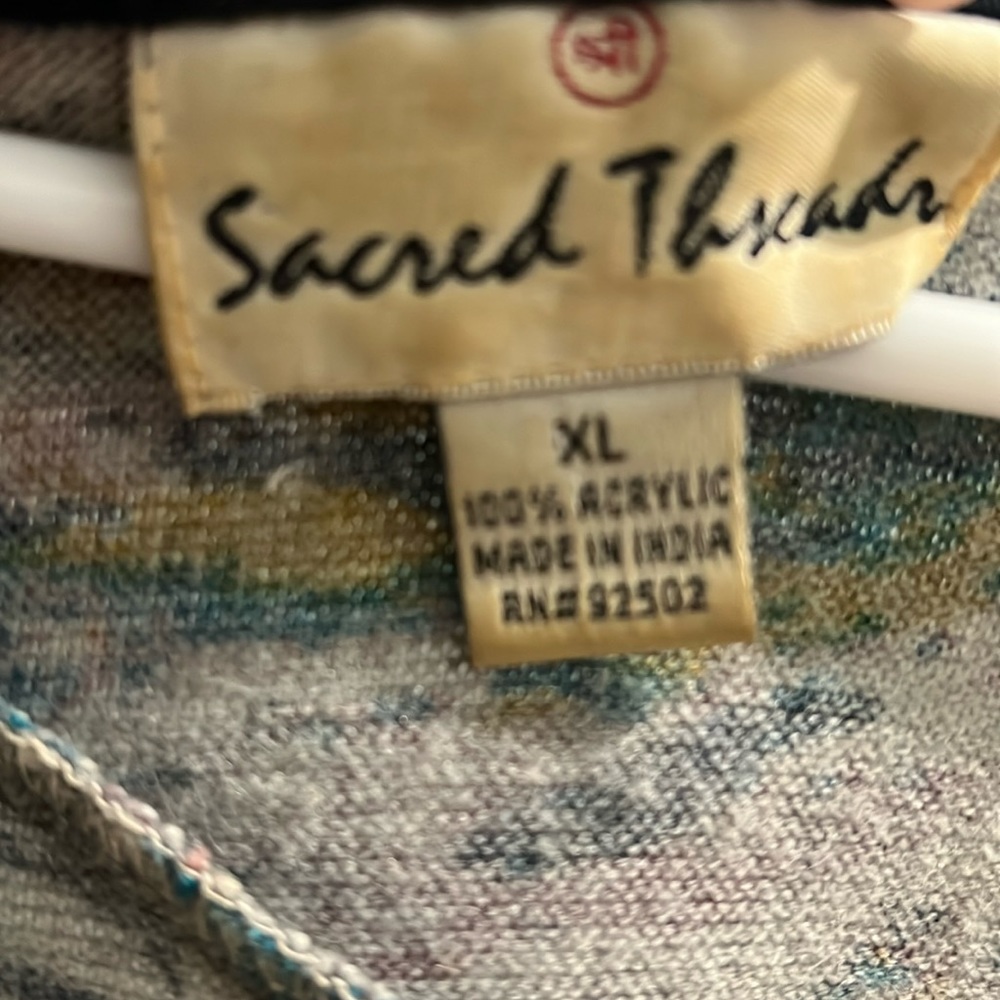 Sacred Threads
XL
100% ACRYLIC
MADE IN INDIA
RN#92502